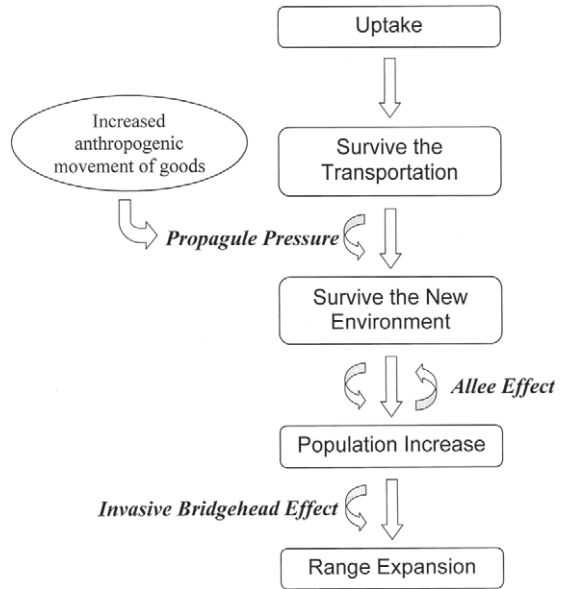 Uptake
Increased
anthropogenic
movement of goods
Survive the
Transportation
Propagule Pressure
Survive the New
Environment
Allee Effect
Population Increase
Invasive Bridgehead Effect
Range Expansion